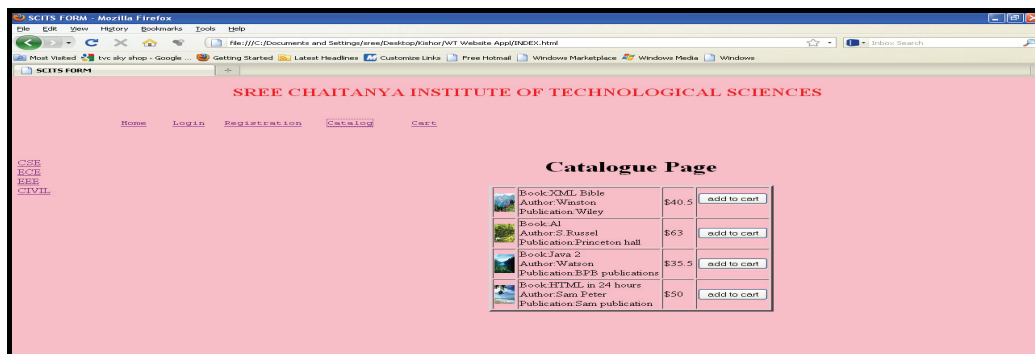 SCITS FORM - Mozilla Firefox
File Edit View History Bookmarks Tools Help
file:///C:/Documents and Settings/sree/Desktop/Kishor/WT Website App/INDEX.html
Inbox Search
Most Visited tvc sky shop - Google ... Getting Started Latest Headlines Customize Links Free Hotmail Windows Marketplace Windows Media Windows
SCITS FORM
SREE CHAITANYA INSTITUTE OF TECHNOLOGICAL SCIENCES
Home Login Registration Catalog Cart
CSE
ECE
EEE
CIVIL
Catalogue Page
Book:XML Bible
Author:Winston
Publication:Wiley
$40.5 add to cart
Book:AI
Author:S.Russel
Publication:Princeton hall
$63 add to cart
Book:Java 2
Author:Watson
Publication:BPB publications
$35.5 add to cart
Book:HTML in 24 hours
Author:Sam Peter
Publication:Sam publication
$50 add to cart